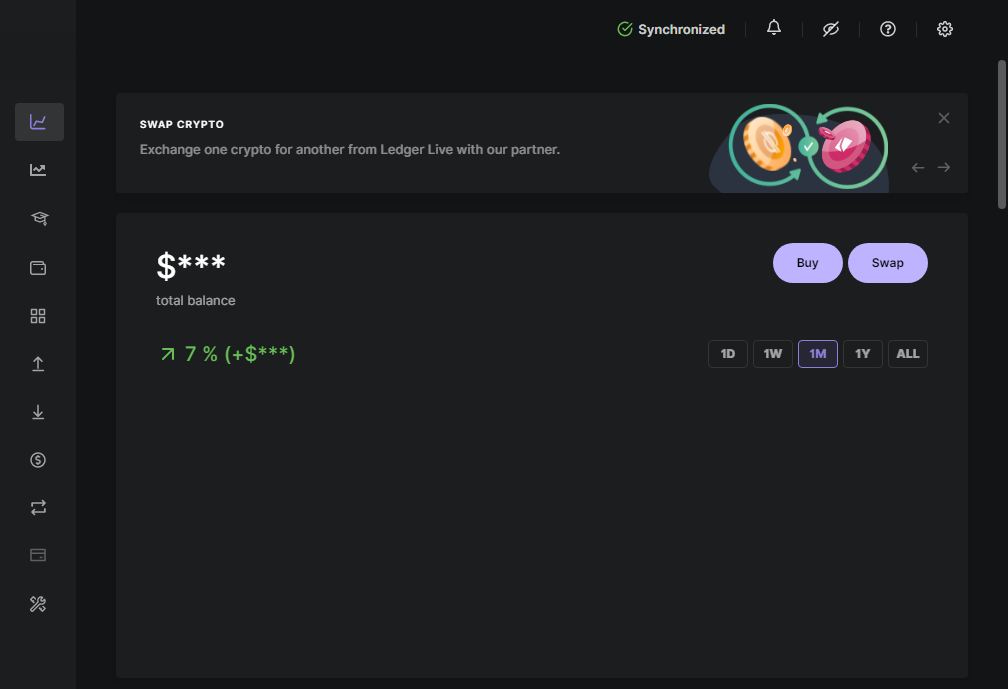 Synchronized
SWAP CRYPTO
Exchange one crypto for another from Ledger Live with our partner.
$***
Buy
Swap
total balance
7 % (+$***)
1D
1W
1M
1Y
ALL